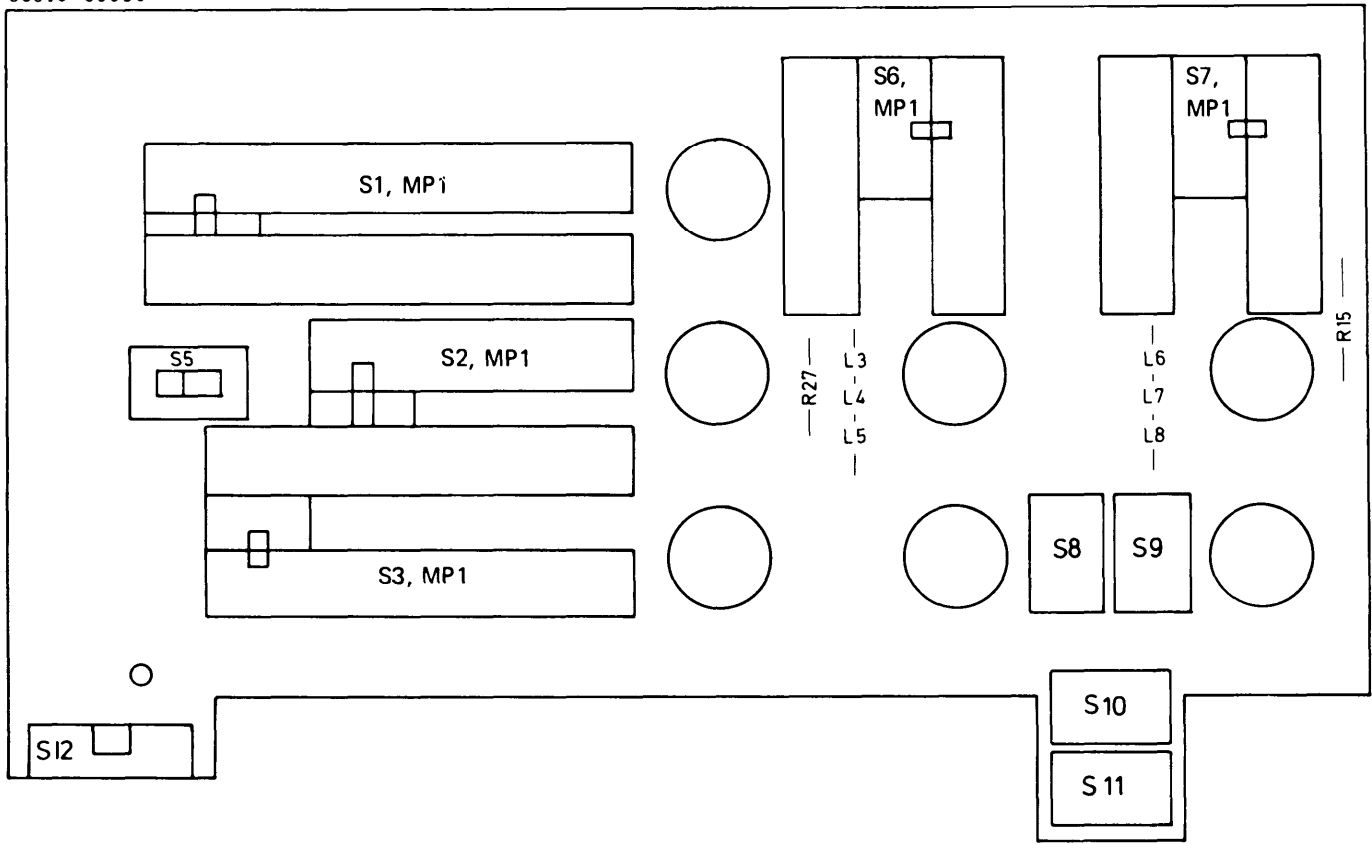 S6,
MP1
S7,
MP1
S1, MP1
R15
S5
S2, MP1
R27
L3
L4
L5
L6
L7
L8
S8
S9
S3, MP1
S10
S12
S11